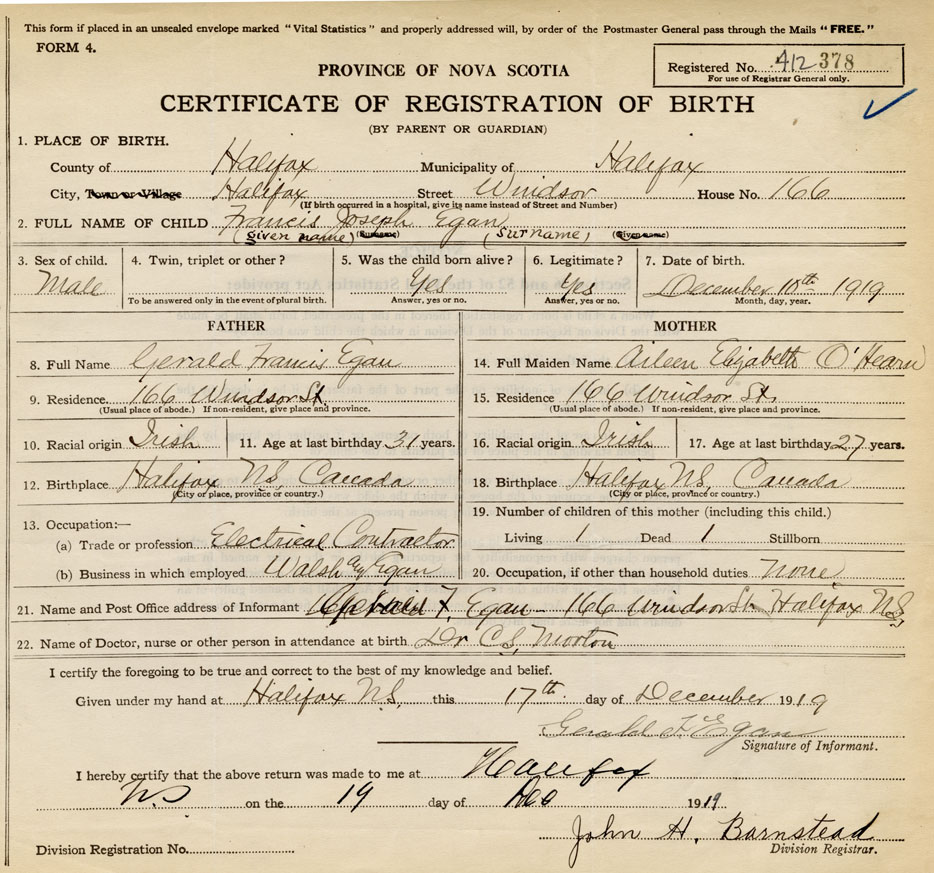 This form if placed in an unsealed envelope marked "Vital Statistics" and properly addressed will, by order of the Postmaster General pass through the Mails "FREE."
FORM 4.
Registered No. 412 378
For use of Registrar General only.
PROVINCE OF NOVA SCOTIA
CERTIFICATE OF REGISTRATION OF BIRTH
(BY PARENT OR GUARDIAN)
1. PLACE OF BIRTH.
County of Halifax Municipality of Halifax
City, Town or Village Halifax Street Windsor House No. 166
(If birth occurred in a hospital, give its name instead of Street and Number)
2. FULL NAME OF CHILD Francis Joseph Egan
(given name) (Surname) (Surname) (Given name)
3. Sex of child. 4. Twin, triplet or other? 5. Was the child born alive? 6. Legitimate? 7. Date of birth.
Male Yes Yes December 10th 1919
To be answered only in the event of plural birth. Answer, yes or no. Answer, yes or no. Month, day, year.
FATHER
8. Full Name Gerald Francis Egan
9. Residence. 166 Windsor St.
(Usual place of abode.) If non-resident, give place and province.
10. Racial origin Irish 11. Age at last birthday 31 years.
12. Birthplace Halifax N.S. Canada
(City or place, province or country.)
13. Occupation:—
(a) Trade or profession Electrical Contractor
(b) Business in which employed Walsh Egan
MOTHER
14. Full Maiden Name Aileen Elizabeth O'Hearn
15. Residence 166 Windsor St.
(Usual place of abode.) If non-resident, give place and province.
16. Racial origin Irish 17. Age at last birthday 27 years.
18. Birthplace Halifax N.S. Canada
(City or place, province or country.)
19. Number of children of this mother (including this child.)
Living 1 Dead 1 Stillborn
20. Occupation, if other than household duties None
21. Name and Post Office address of Informant F. Egan - 166 Windsor St. Halifax N.S.
22. Name of Doctor, nurse or other person in attendance at birth Dr C.S. Morton
I certify the foregoing to be true and correct to the best of my knowledge and belief.
Given under my hand at Halifax N.S. this 17th day of December 1919
Gerald F Egan
Signature of Informant.
I hereby certify that the above return was made to me at Halifax
N.S on the 19 day of Dec 1919
John H. Barnstead
Division Registration No. Division Registrar.